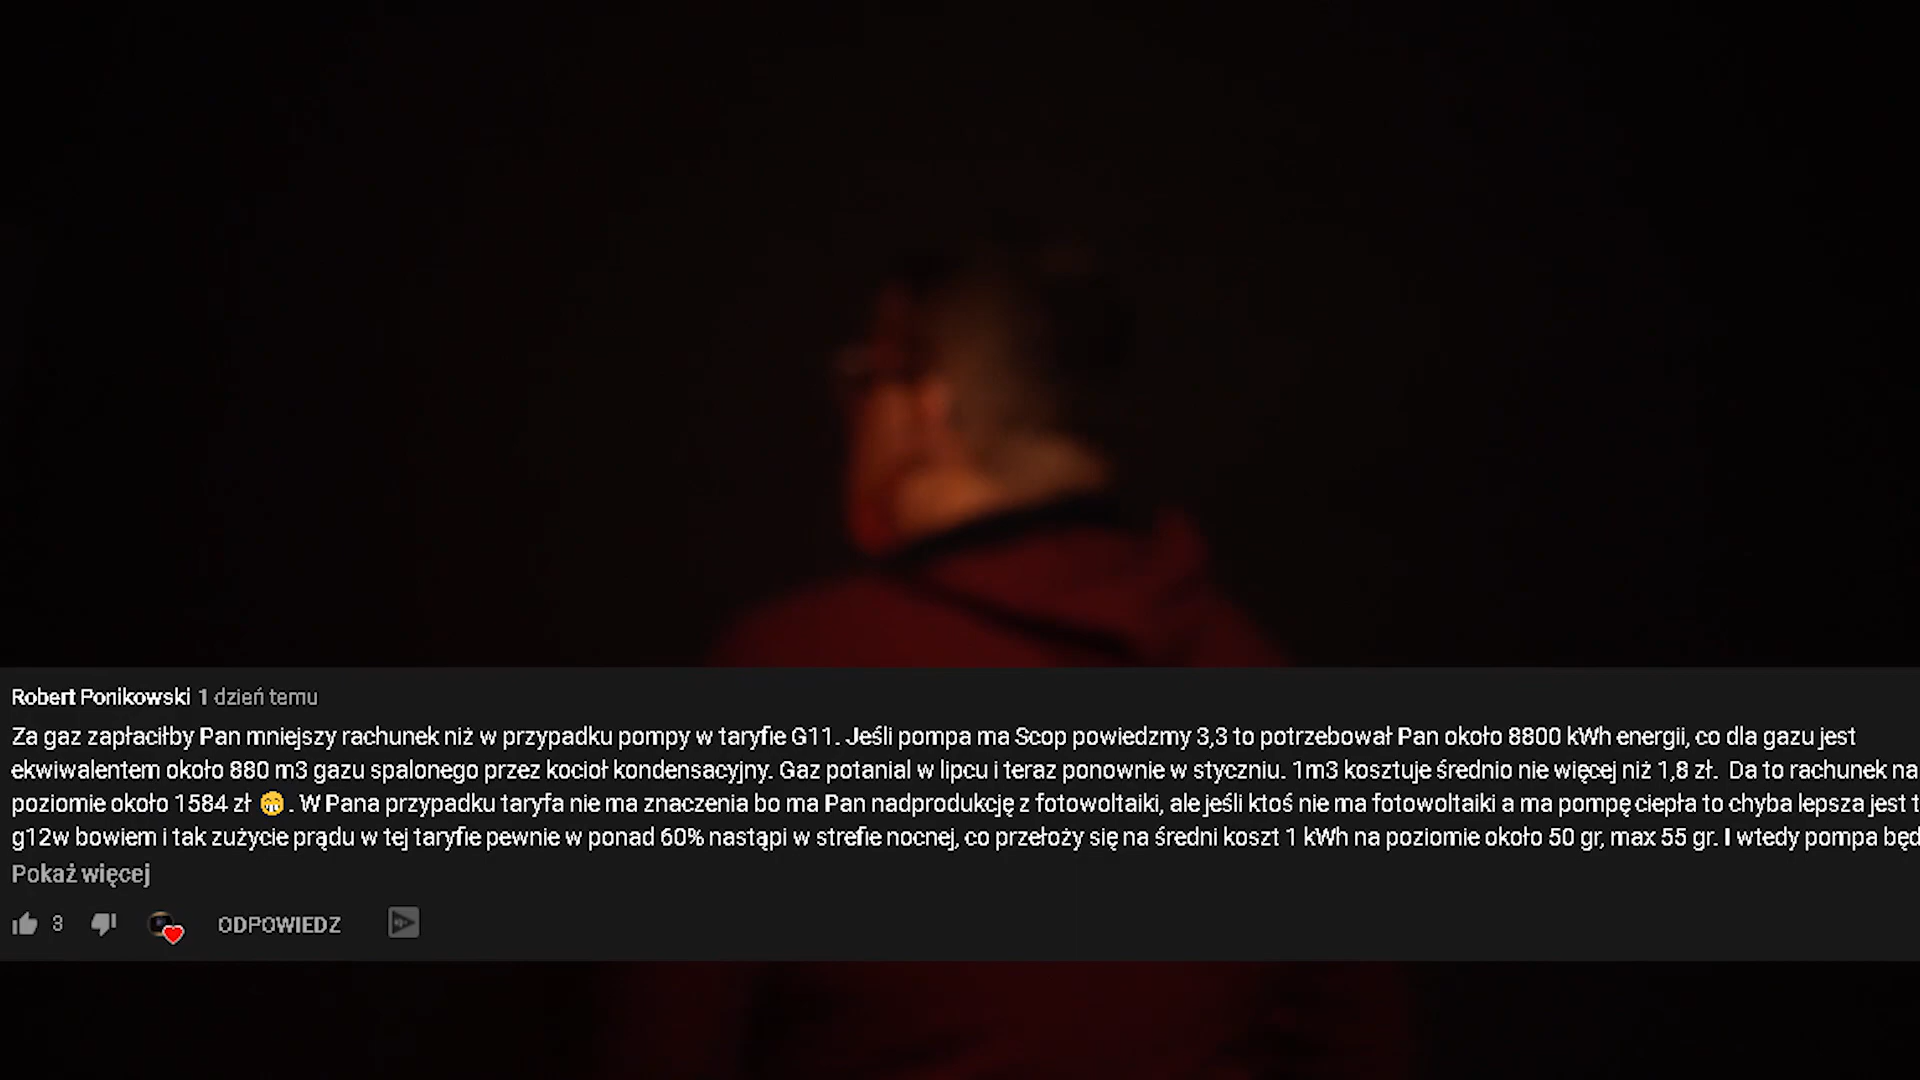 Robert Ponikowski 1 dzień temu
Za gaz zapłaciłby Pan mniejszy rachunek niż w przypadku pompy w taryfie G11. Jeśli pompa ma Scop powiedzmy 3,3 to potrzebował Pan około 8800 kWh energii, co dla gazu jest
ekwiwalentem około 880 m3 gazu spalonego przez kocioł kondensacyjny. Gaz potaniał w lipcu i teraz ponownie w styczniu. 1m3 kosztuje średnio nie więcej niż 1,8 zł. Da to rachunek na
poziomie około 1584 zł 😁. W Pana przypadku taryfa nie ma znaczenia bo ma Pan nadprodukcję z fotowoltaiki, ale jeśli ktoś nie ma fotowoltaiki a ma pompę ciepła to chyba lepsza jest t
g12w bowiem i tak zużycie prądu w tej taryfie pewnie w ponad 60% nastąpi w strefie nocnej, co przełoży się na średni koszt 1 kWh na poziomie około 50 gr, max 55 gr. I wtedy pompa będ
Pokaż więcej
3 ODPOWIEDZ